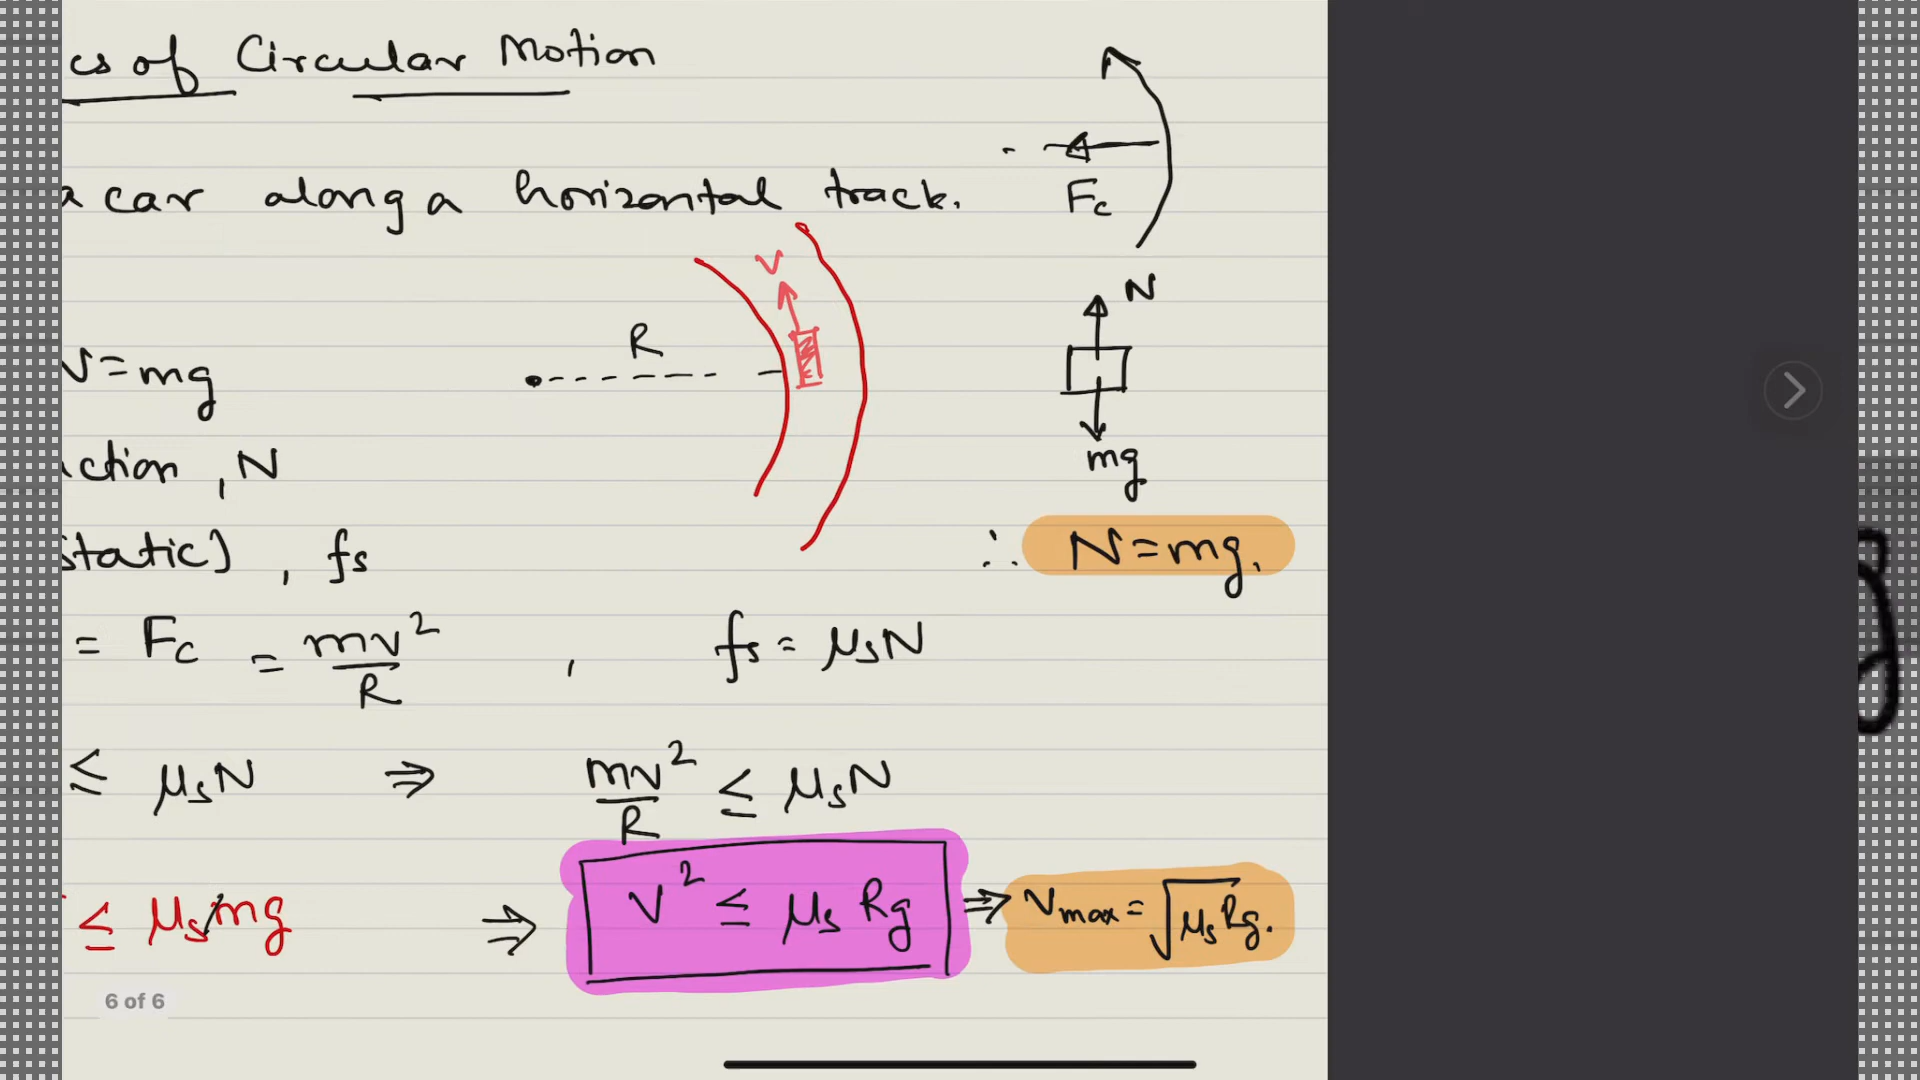 cs of Circular Motion
a car along a horizontal track.
Fc
V
N
R
N=mg
mg
ction , N
∴ N=mg.
static) , fs
= Fc = mv²/R , fs = μsN
≤ μsN ⇒ mv²/R ≤ μsN
≤ μsmg ⇒ V² ≤ μs Rg ⇒ Vmax = √μsRg.
6 of 6